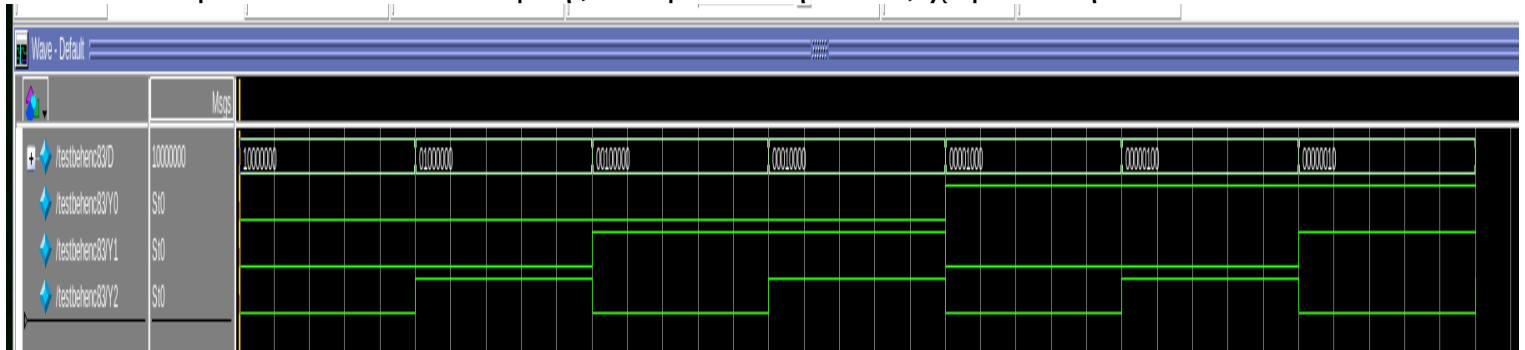 Wave - Default
Msgs
/testbehenc83/D 10000000 10000000 01000000 00100000 00010000 00001000 00000100 00000010
/testbehenc83/Y0 St0
/testbehenc83/Y1 St0
/testbehenc83/Y2 St0